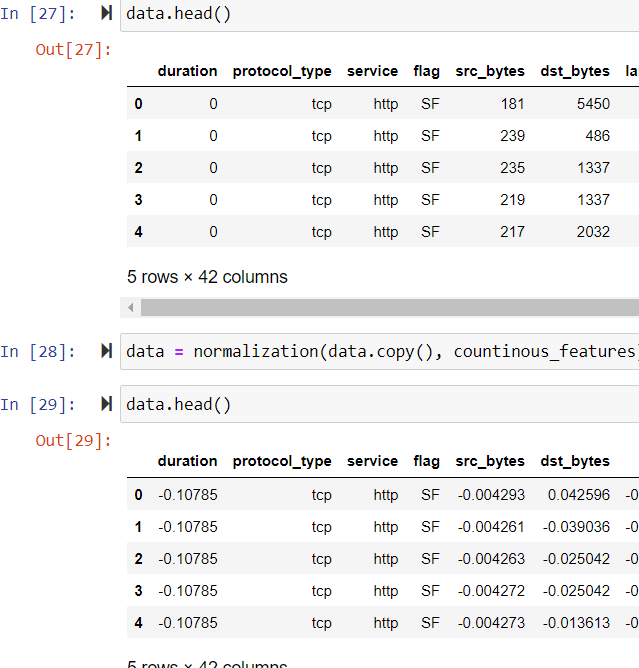 In [27]: data.head()
Out[27]:
duration protocol_type service flag src_bytes dst_bytes
0 0 tcp http SF 181 5450
1 0 tcp http SF 239 486
2 0 tcp http SF 235 1337
3 0 tcp http SF 219 1337
4 0 tcp http SF 217 2032
5 rows × 42 columns
In [28]: data = normalization(data.copy(), countinous_features)
In [29]: data.head()
Out[29]:
duration protocol_type service flag src_bytes dst_bytes
0 -0.10785 tcp http SF -0.004293 0.042596 -0
1 -0.10785 tcp http SF -0.004261 -0.039036 -0
2 -0.10785 tcp http SF -0.004263 -0.025042 -0
3 -0.10785 tcp http SF -0.004272 -0.025042 -0
4 -0.10785 tcp http SF -0.004273 -0.013613 -0
5 rows × 42 columns